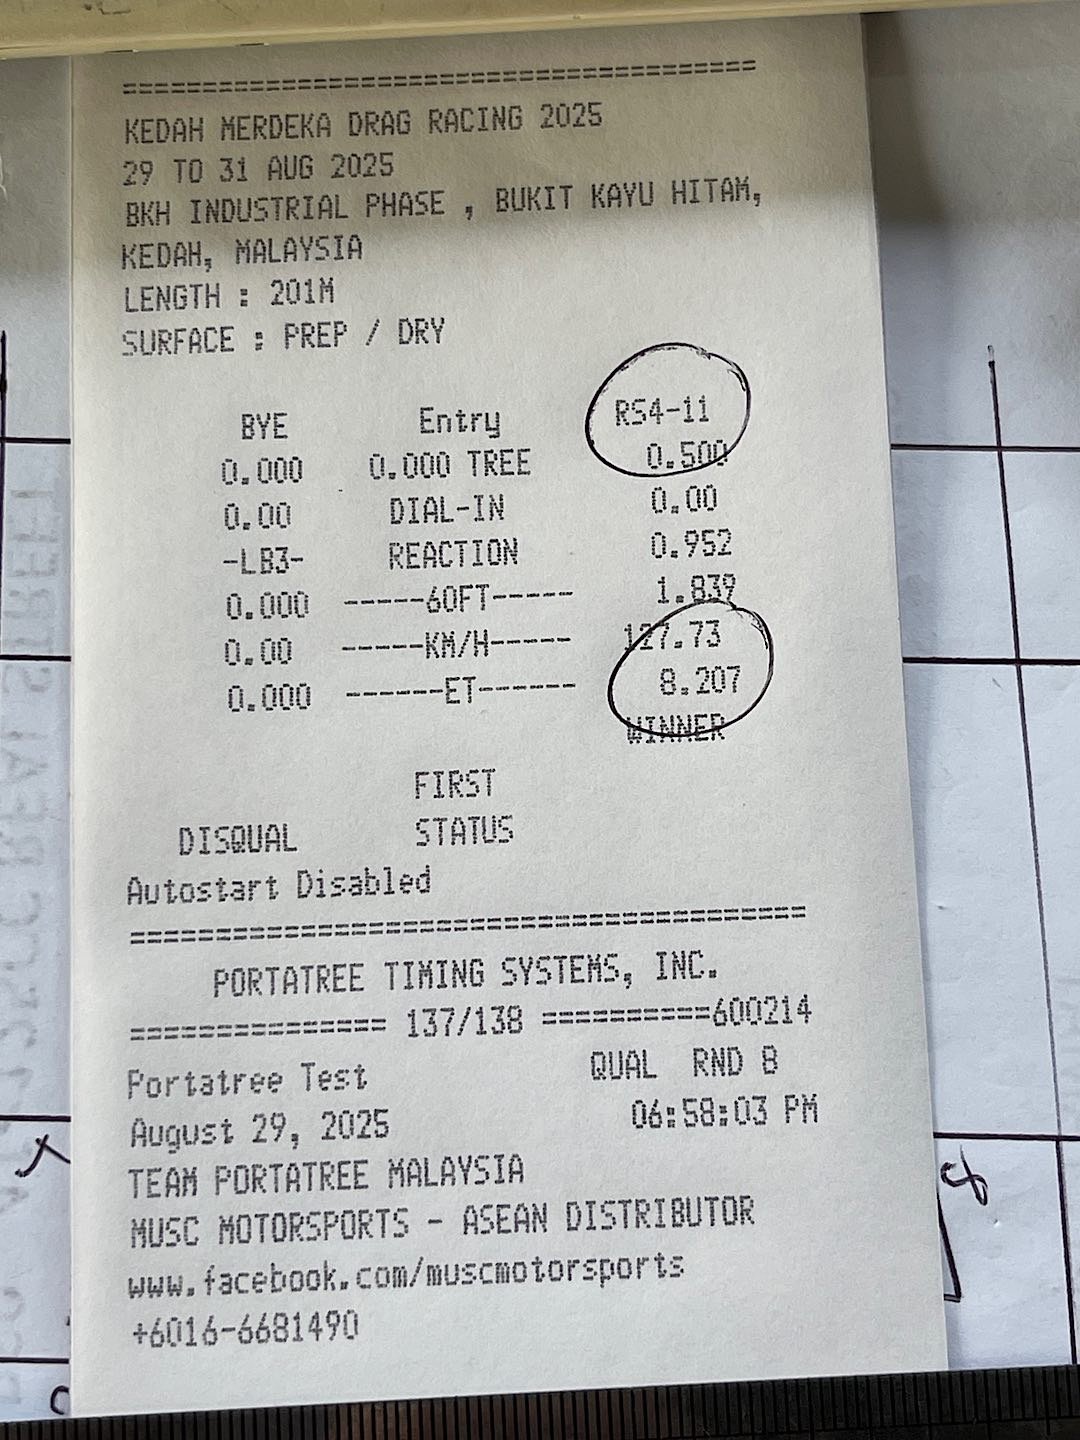 =======================================
KEDAH MERDEKA DRAG RACING 2025
29 TO 31 AUG 2025
BKH INDUSTRIAL PHASE , BUKIT KAYU HITAM,
KEDAH, MALAYSIA
LENGTH : 201M
SURFACE : PREP / DRY
BYE Entry RS4-11
0.000 0.000 TREE 0.500
0.00 DIAL-IN 0.00
-LB3- REACTION 0.952
0.000 -----60FT----- 1.839
0.00 -----KM/H----- 127.73
0.000 ------ET------ 8.207
WINNER
FIRST
DISQUAL STATUS
Autostart Disabled
========================================
PORTATREE TIMING SYSTEMS, INC.
=============== 137/138 ==========600214
Portatree Test QUAL RND 8
August 29, 2025 06:58:03 PM
TEAM PORTATREE MALAYSIA
MUSC MOTORSPORTS - ASEAN DISTRIBUTOR
www.facebook.com/muscmotorsports
+6016-6681490